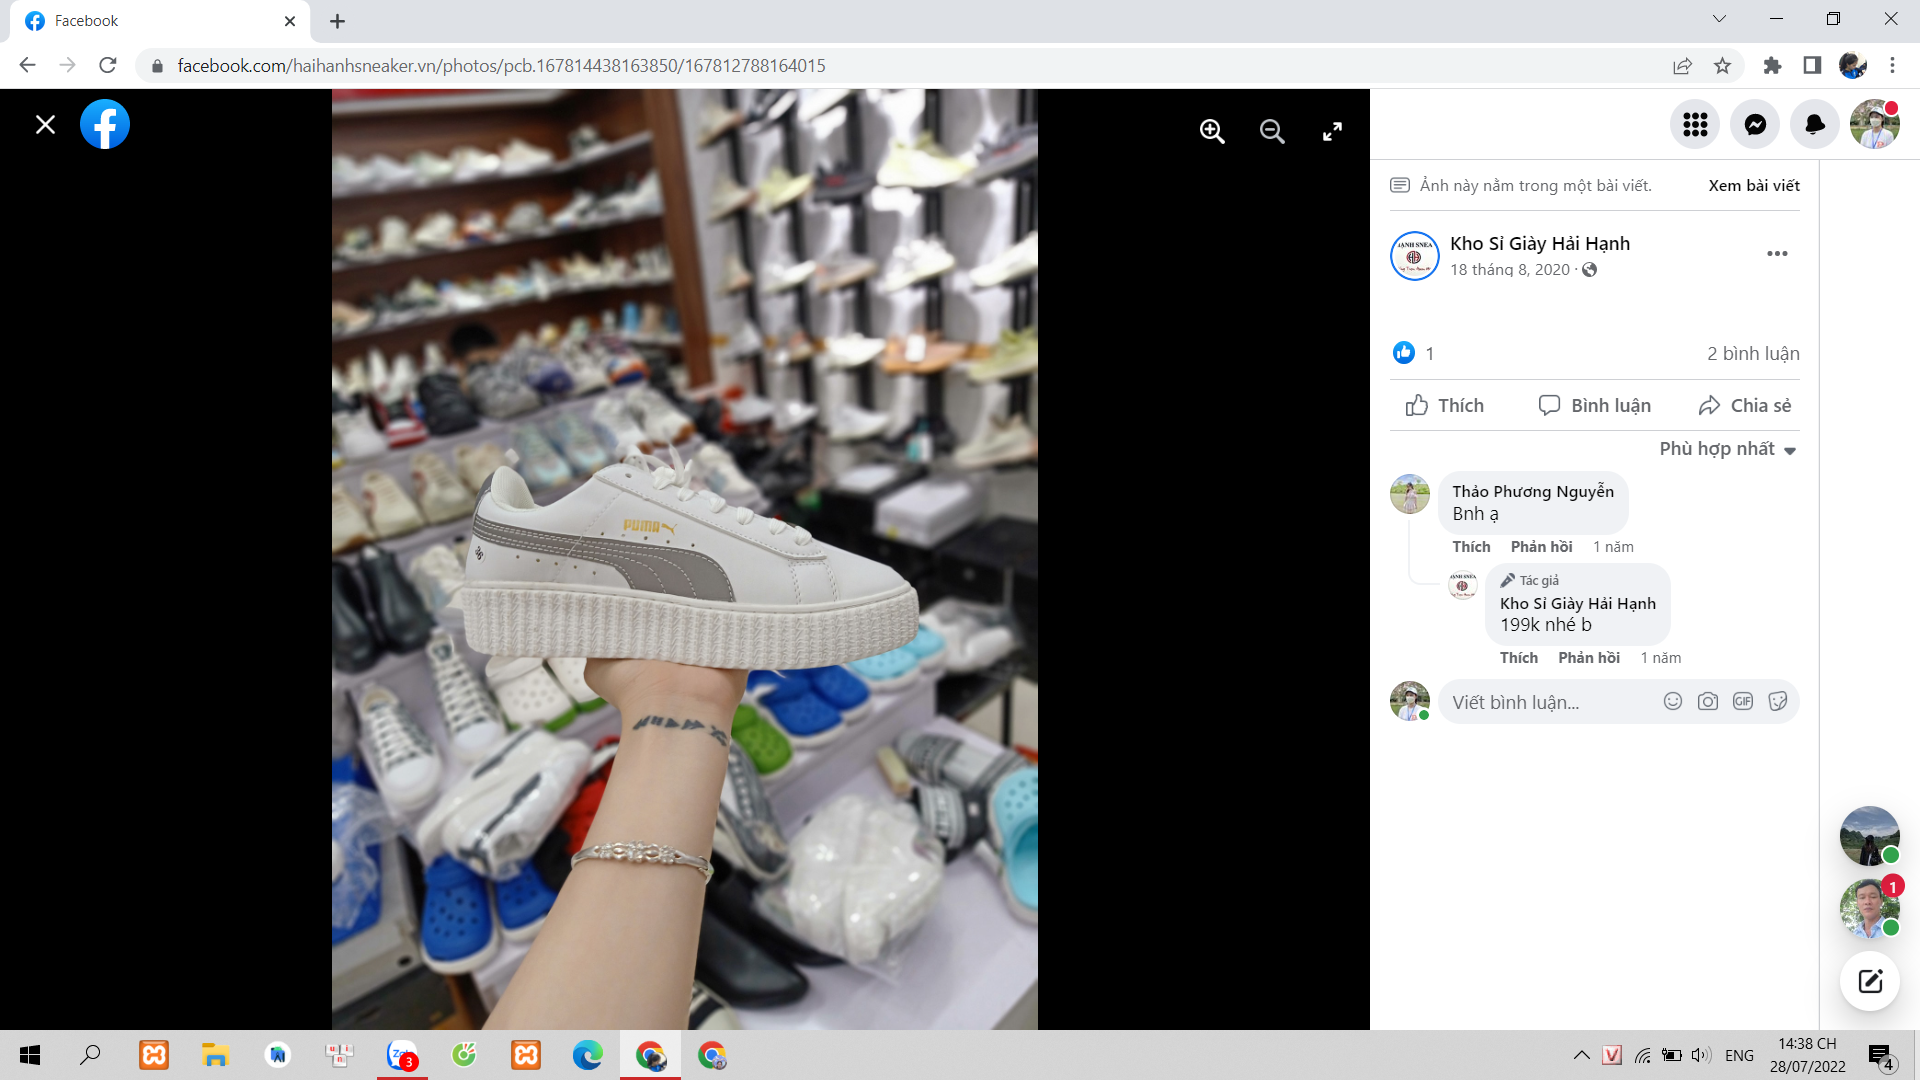 Facebook
facebook.com/haihanhsneaker.vn/photos/pcb.167814438163850/167812788164015
Ảnh này nằm trong một bài viết.
Xem bài viết
Kho Sỉ Giày Hải Hạnh
18 tháng 8, 2020 ·
1
2 bình luận
Thích
Bình luận
Chia sẻ
Phù hợp nhất
Thảo Phương Nguyễn
Bnh ạ
Thích Phản hồi 1 năm
Tác giả
Kho Sỉ Giày Hải Hạnh
199k nhé b
Thích Phản hồi 1 năm
Viết bình luận...
GIF
PUMA
1
3
ENG
14:38 CH
28/07/2022
4